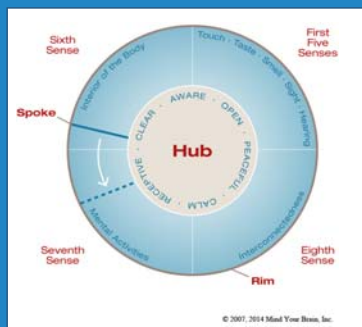 Sixth
Sense
First
Five
Senses
Interior of the Body
Touch · Taste · Smell · Sight · Hearing
Spoke
CLEAR · AWARE · OPEN · PEACEFUL · CALM · RECEPTIVE ·
Hub
Mental Activities
Interconnectedness
Seventh
Sense
Eighth
Sense
Rim
© 2007, 2014 Mind Your Brain, Inc.